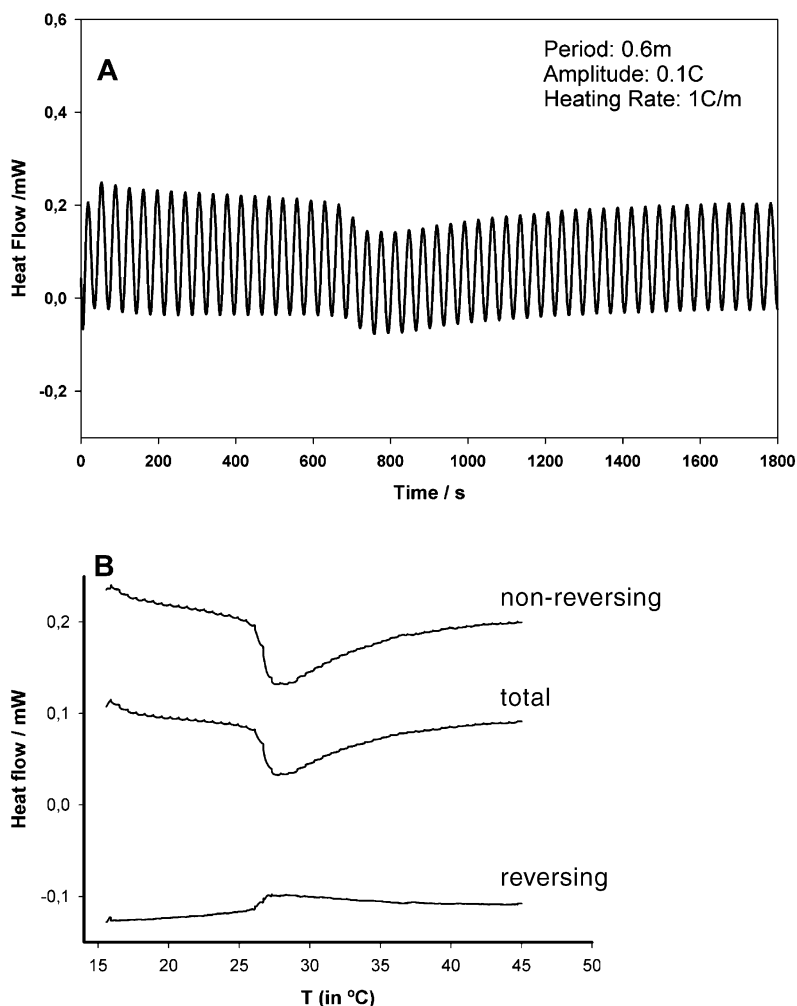 0,6
A
Period: 0.6m
Amplitude: 0.1C
Heating Rate: 1C/m
0,4
0,2
0,0
-0,2
Heat Flow /mW
0 200 400 600 800 1000 1200 1400 1600 1800
Time / s
B
non-reversing
0,2
total
0,1
0,0
reversing
-0,1
Heat flow / mW
15 20 25 30 35 40 45 50
T (in ºC)